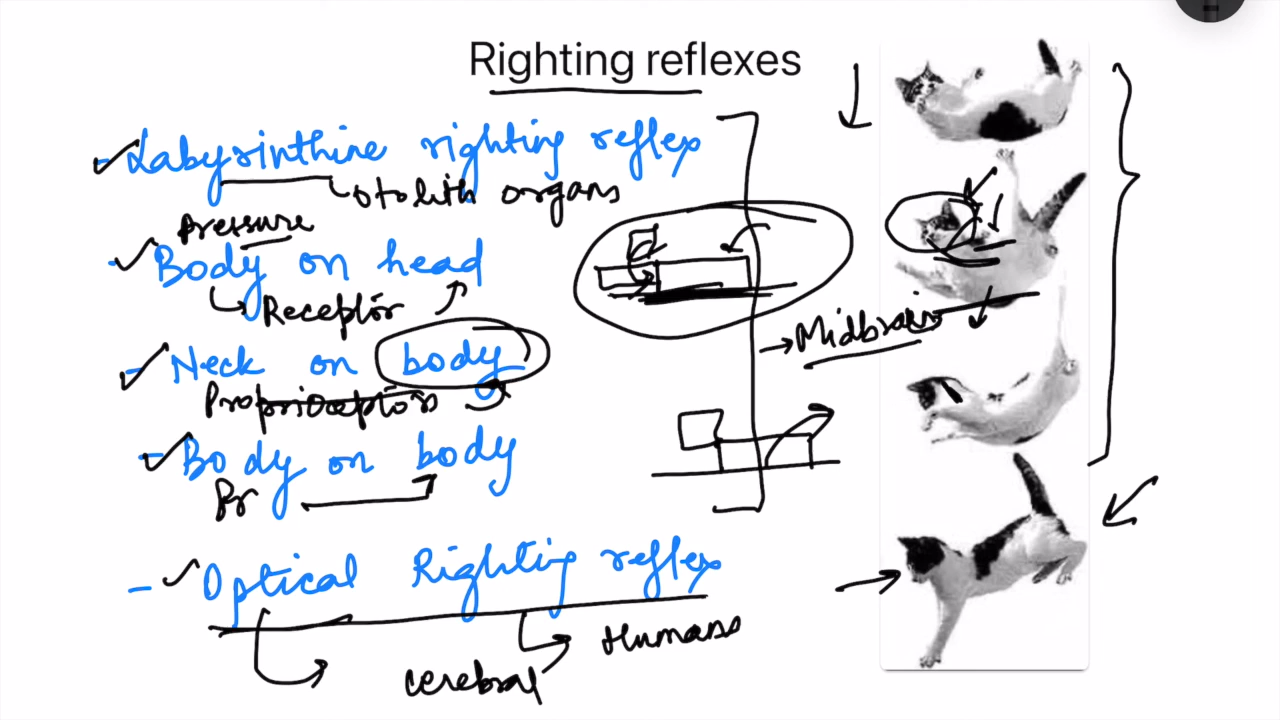 Righting reflexes
- Labyrinthine righting reflex
otolith organs
Pressure
- Body on head
Receptor
- Neck on body
Proprioceptors
- Body on body
Pr
Midbrain
- Optical Righting reflex
Humans
cerebral